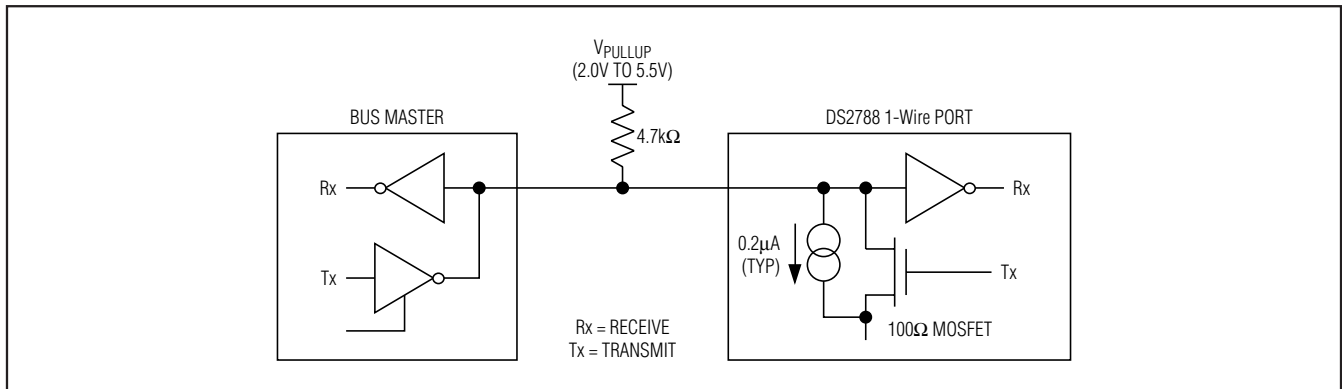 VPULLUP
(2.0V TO 5.5V)
BUS MASTER
DS2788 1-Wire PORT
4.7kΩ
Rx
Rx
0.2μA
(TYP)
Tx
Tx
Rx = RECEIVE
Tx = TRANSMIT
100Ω MOSFET